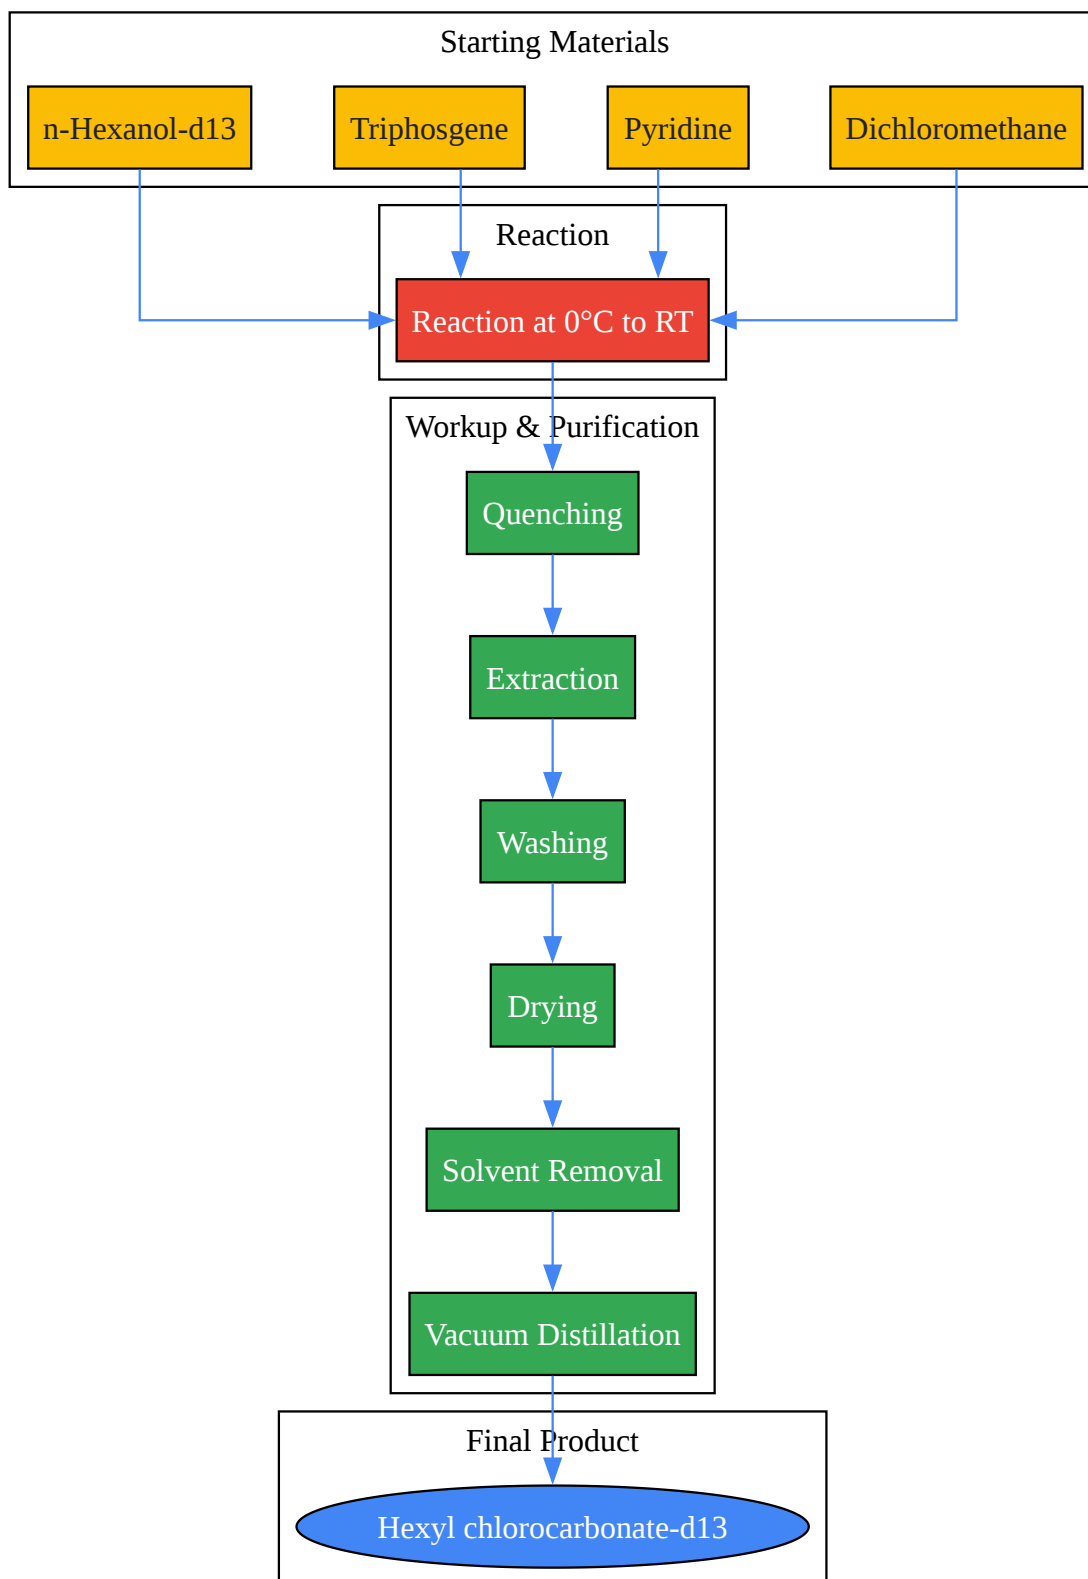 Starting Materials
n-Hexanol-d13
Triphosgene
Pyridine
Dichloromethane
Reaction
Reaction at 0°C to RT
Workup & Purification
Quenching
Extraction
Washing
Drying
Solvent Removal
Vacuum Distillation
Final Product
Hexyl chlorocarbonate-d13